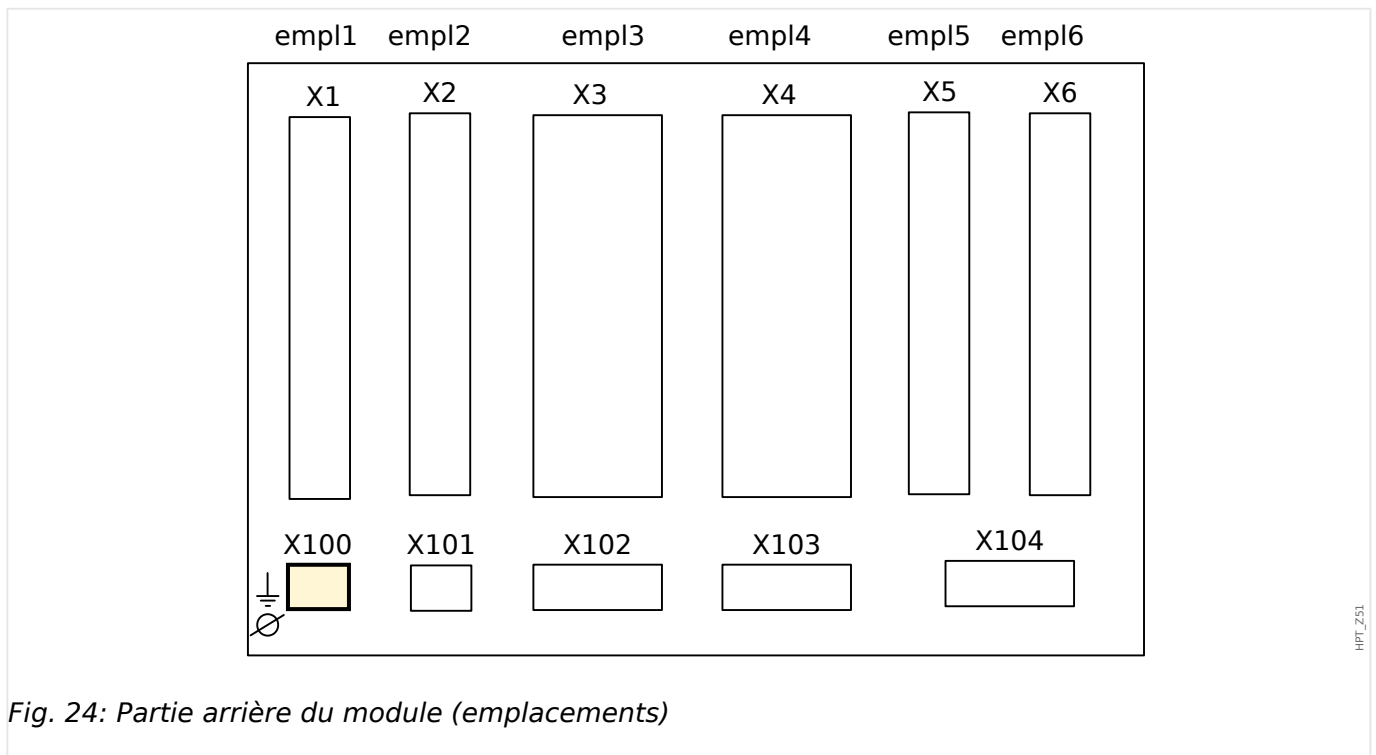 empl1 empl2 empl3 empl4 empl5 empl6
X1 X2 X3 X4 X5 X6
X100 X101 X102 X103 X104
HPT_Z51
Fig. 24: Partie arrière du module (emplacements)